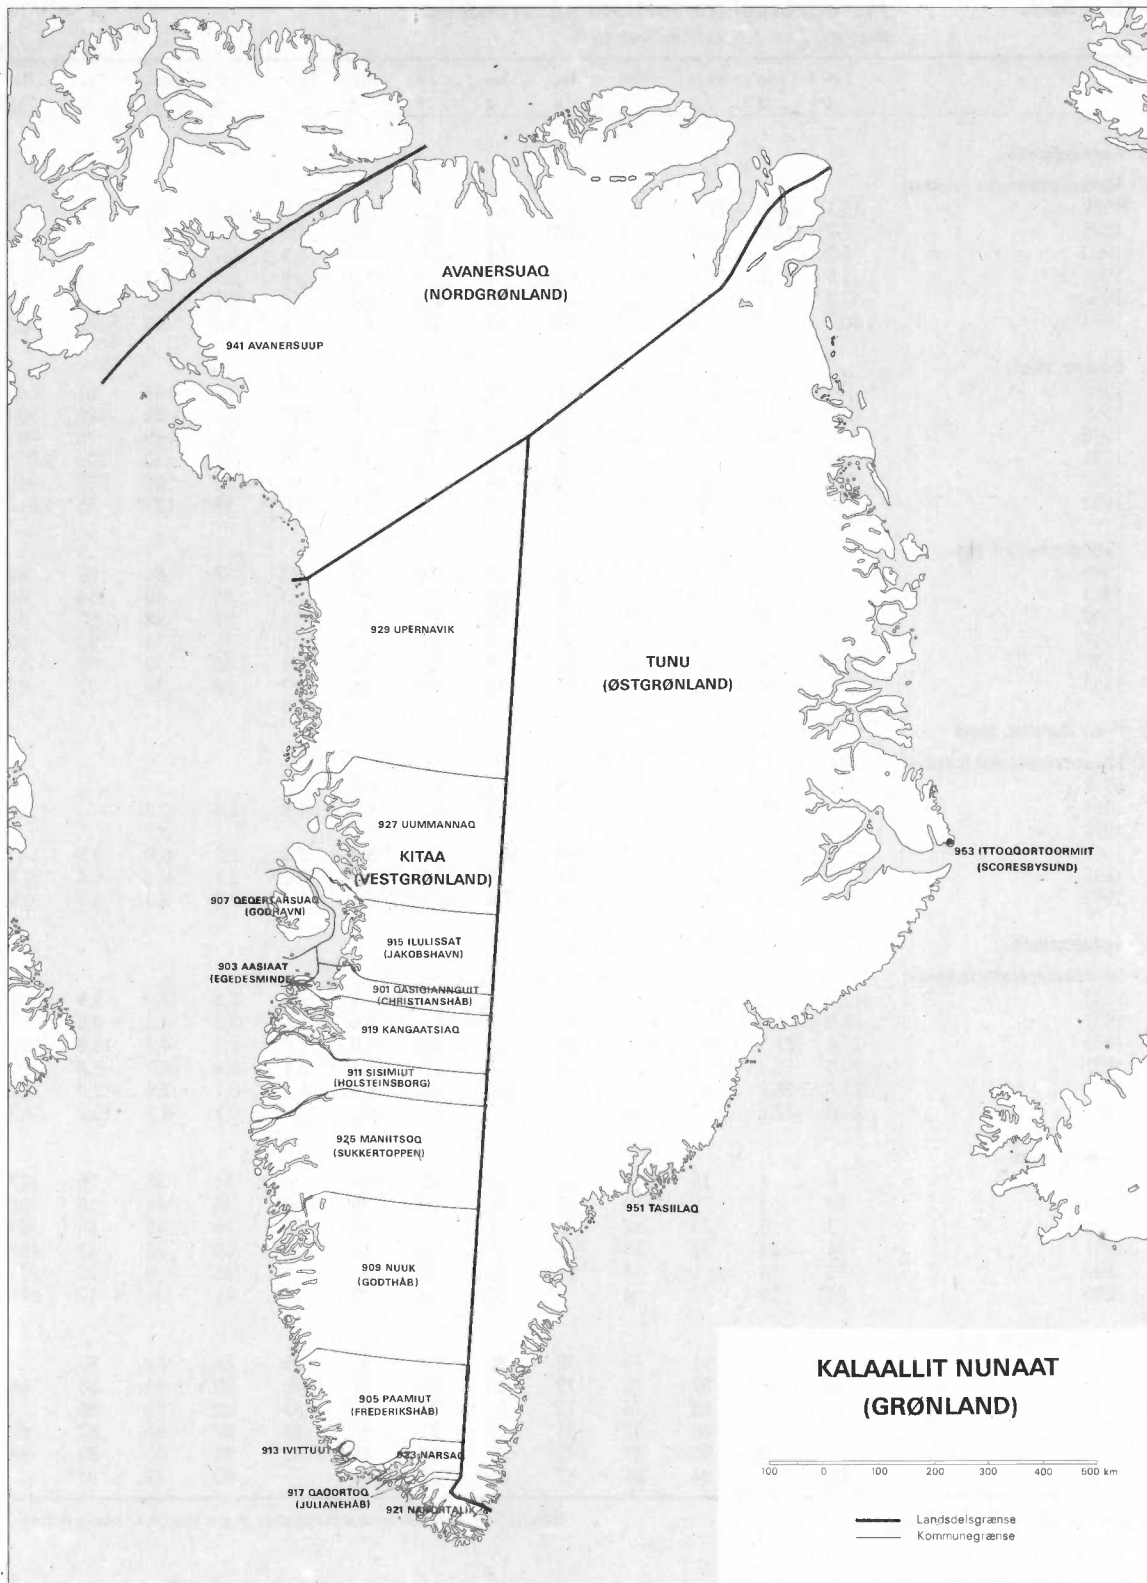 AVANERSUAQ
(NORDGRØNLAND)
941 AVANERSUUP
929 UPERNAVIK
TUNU
(ØSTGRØNLAND)
927 UUMMANNAQ
KITAA
(VESTGRØNLAND)
963 ITTOQQORTOORMIIT
(SCORESBYSUND)
907 QEQERTARSUAQ
(GODHAVN)
915 ILULISSAT
(JAKOBSHAVN)
903 AASIAAT
(EGEDESMINDE)
901 QASIGIANNGUIT
(CHRISTIANSHÅB)
919 KANGAATSIAQ
911 SISIMIUT
(HOLSTEINSBORG)
925 MANIITSOQ
(SUKKERTOPPEN)
951 TASIILAQ
909 NUUK
(GODTHÅB)
905 PAAMIUT
(FREDERIKSHÅB)
913 IVITTUUT
923 NARSAQ
917 QAQORTOQ
(JULIANEHÅB)
921 NANORTALIK
KALAALLIT NUNAAT
(GRØNLAND)
100 0 100 200 300 400 500 km
Landsdelsgrænse
Kommunegrænse